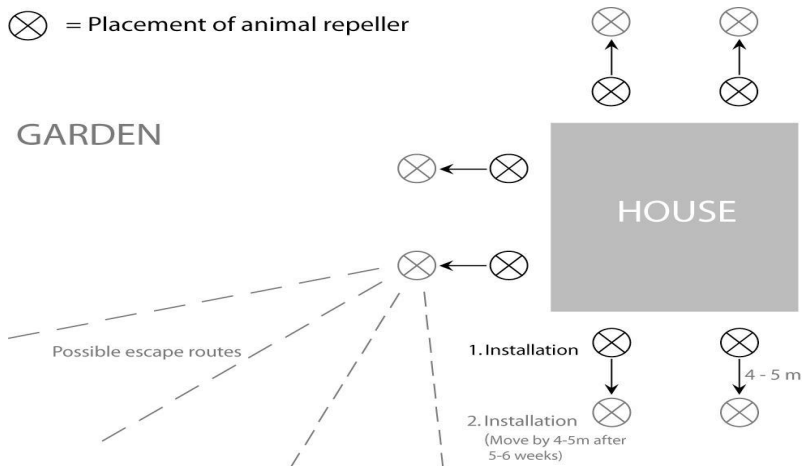 = Placement of animal repeller
GARDEN
HOUSE
Possible escape routes
1. Installation
4 - 5 m
2. Installation
(Move by 4-5m after
5-6 weeks)